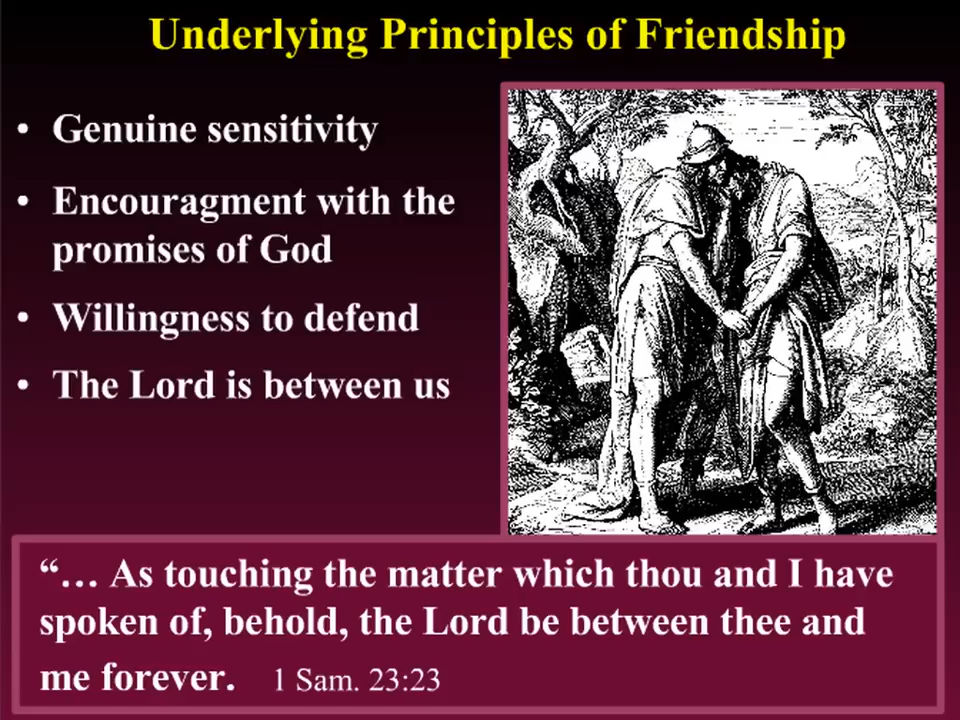 Underlying Principles of Friendship
• Genuine sensitivity
• Encouragment with the
promises of God
• Willingness to defend
• The Lord is between us
“… As touching the matter which thou and I have
spoken of, behold, the Lord be between thee and
me forever. 1 Sam. 23:23